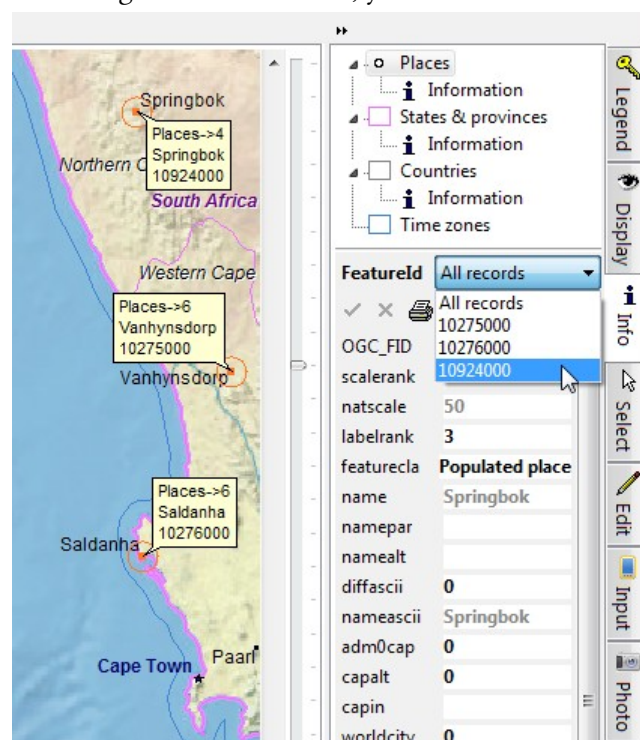 Springbok
Places->4
Springbok
10924000
Northern C
South Africa
Western Cape
Places->6
Vanhynsdorp
10275000
Vanhynsdorp
Places->6
Saldanha
10276000
Saldanha
Cape Town
Paarl
Places
Information
States & provinces
Information
Countries
Information
Time zones
FeatureId All records
All records
10275000
10276000
10924000
OGC_FID
scalerank
natscale 50
labelrank 3
featurecla Populated place
name Springbok
namepar
namealt
diffascii 0
nameascii Springbok
adm0cap 0
capalt 0
capin
worldcity 0
Legend
Display
Info
Select
Edit
Input
Photo